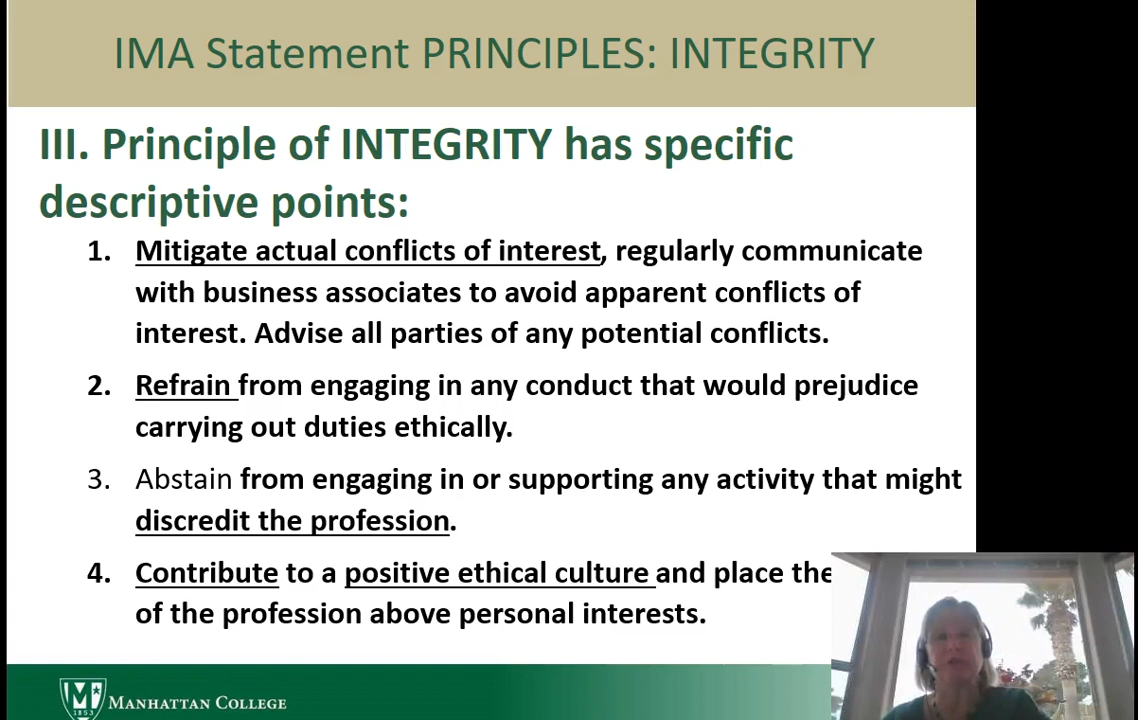 IMA Statement PRINCIPLES: INTEGRITY
III. Principle of INTEGRITY has specific
descriptive points:
1. Mitigate actual conflicts of interest, regularly communicate
with business associates to avoid apparent conflicts of
interest. Advise all parties of any potential conflicts.
2. Refrain from engaging in any conduct that would prejudice
carrying out duties ethically.
3. Abstain from engaging in or supporting any activity that might
discredit the profession.
4. Contribute to a positive ethical culture and place the
of the profession above personal interests.
1853
MANHATTAN COLLEGE